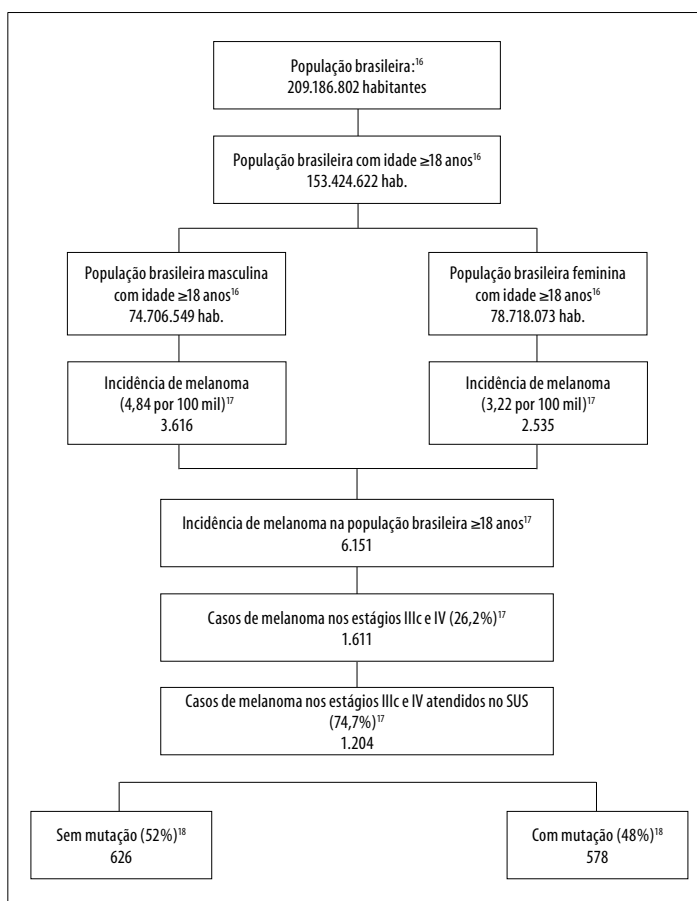 População brasileira:¹⁶
209.186.802 habitantes
População brasileira com idade ≥18 anos¹⁶
153.424.622 hab.
População brasileira masculina
com idade ≥18 anos¹⁶
74.706.549 hab.
População brasileira feminina
com idade ≥18 anos¹⁶
78.718.073 hab.
Incidência de melanoma
(4,84 por 100 mil)¹⁷
3.616
Incidência de melanoma
(3,22 por 100 mil)¹⁷
2.535
Incidência de melanoma na população brasileira ≥18 anos¹⁷
6.151
Casos de melanoma nos estágios IIIc e IV (26,2%)¹⁷
1.611
Casos de melanoma nos estágios IIIc e IV atendidos no SUS
(74,7%)¹⁷
1.204
Sem mutação (52%)¹⁸
626
Com mutação (48%)¹⁸
578